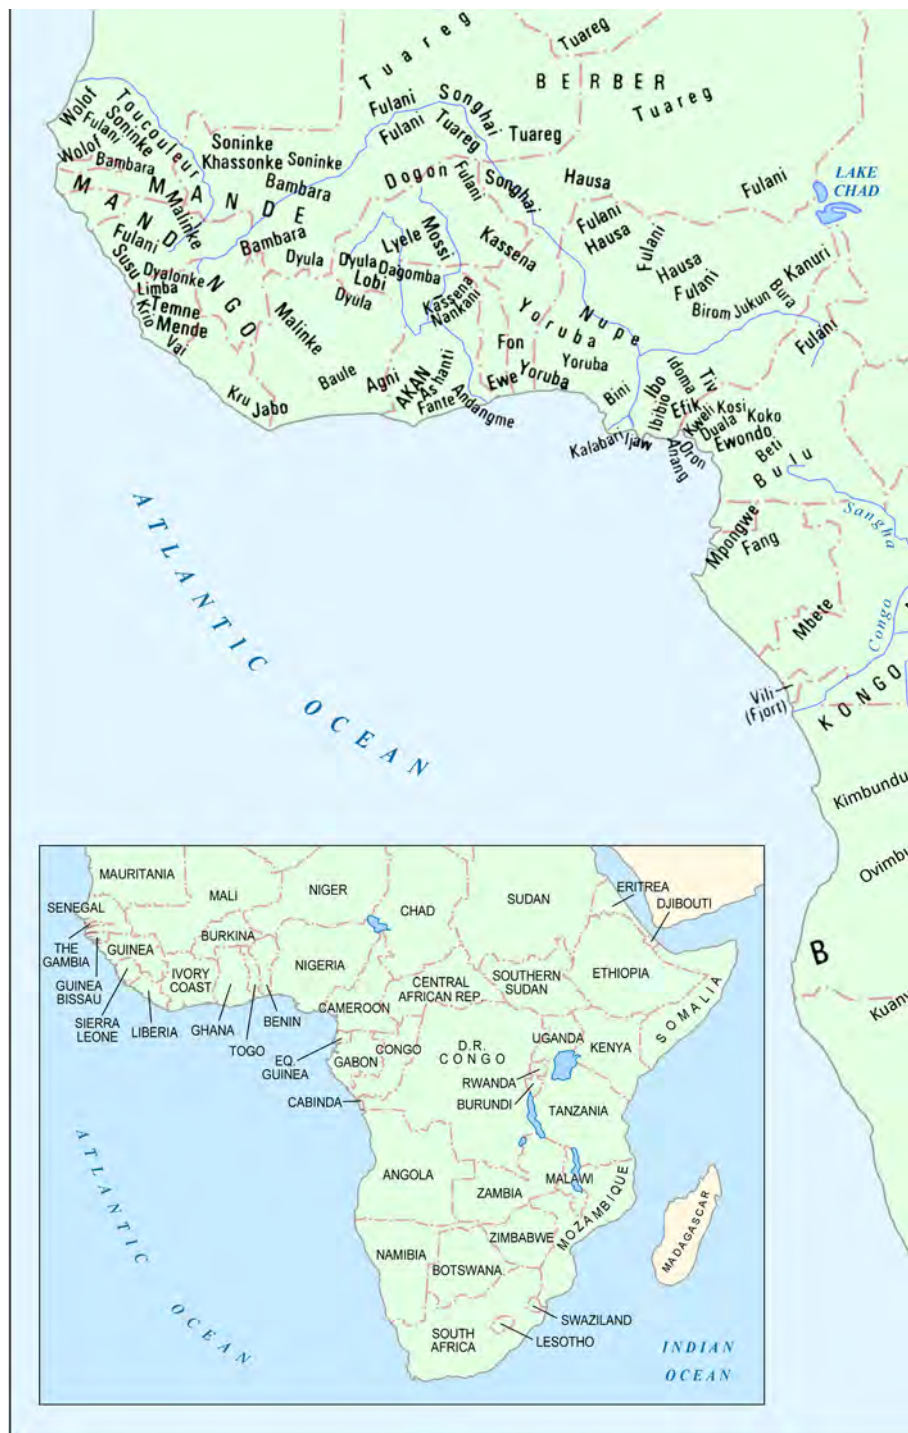 Tuareg
Tuareg
BERBER
Tuareg
Wolof
Toucouleur
Soninke
Fulani
Wolof
Bambara
Soninke
Khassonke
Soninke
Bambara
Fulani
Songhai
Fulani
Tuareg
Tuareg
Dogon
Fulani
Songhai
Hausa
Fulani
LAKE
CHAD
MANDE
MANDINGO
Malinke
Fulani
Bambara
Susu
Dyalonke
Limba
Temne
Krio
Mende
Vai
Dyula
Dyula
Lyele
Mossi
Dagomba
Lobi
Dyula
Kassena
Kassena
Nankani
Fulani
Hausa
Fulani
Hausa
Fulani
Kanuri
Bura
Jukun
Birom
Fulani
Malinke
Yoruba
Nupe
Fon
Yoruba
Baule
Agni
AKAN
Ashanti
Fante
Andangme
Ewe
Yoruba
Kru
Jabo
Bini
Ibo
Idoma
Tiv
Ibibio
Efik
Kweli
Kosi
Duala
Koko
Ewondo
Beti
Kalabari
Ijaw
Anang
Oron
Bulu
Sangha
Mpongwe
Fang
Mbete
Congo
Vili
(Fjort)
KONGO
Kimbundu
Ovimbu
B
Kuan
ATLANTIC OCEAN
MAURITANIA
MALI
NIGER
CHAD
SUDAN
ERITREA
DJIBOUTI
SENEGAL
THE
GAMBIA
GUINEA
BISSAU
GUINEA
SIERRA
LEONE
LIBERIA
IVORY
COAST
BURKINA
GHANA
TOGO
BENIN
NIGERIA
CAMEROON
CENTRAL
AFRICAN REP.
SOUTHERN
SUDAN
ETHIOPIA
SOMALIA
EQ.
GUINEA
GABON
CONGO
D.R.
CONGO
UGANDA
KENYA
RWANDA
BURUNDI
CABINDA
TANZANIA
ANGOLA
ZAMBIA
MALAWI
MOZAMBIQUE
ZIMBABWE
NAMIBIA
BOTSWANA
MADAGASCAR
SWAZILAND
LESOTHO
SOUTH
AFRICA
ATLANTIC OCEAN
INDIAN
OCEAN